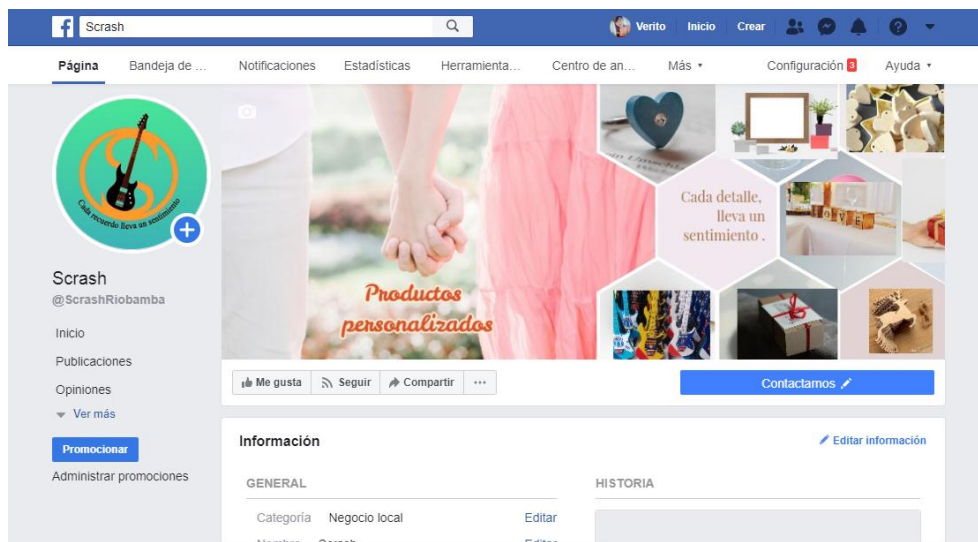 Scrash
Verito
Inicio
Crear
Página
Bandeja de ...
Notificaciones
Estadísticas
Herramienta...
Centro de an...
Más
Configuración 3
Ayuda
Cada recuerdo lleva un sentimiento
Scrash
@ScrashRiobamba
Inicio
Publicaciones
Opiniones
Ver más
Promocionar
Administrar promociones
Productos
personalizados
Cada detalle,
lleva un
sentimiento .
LOVE
Me gusta
Seguir
Compartir
Contactarnos
Información
Editar información
GENERAL
HISTORIA
Categoría
Negocio local
Editar